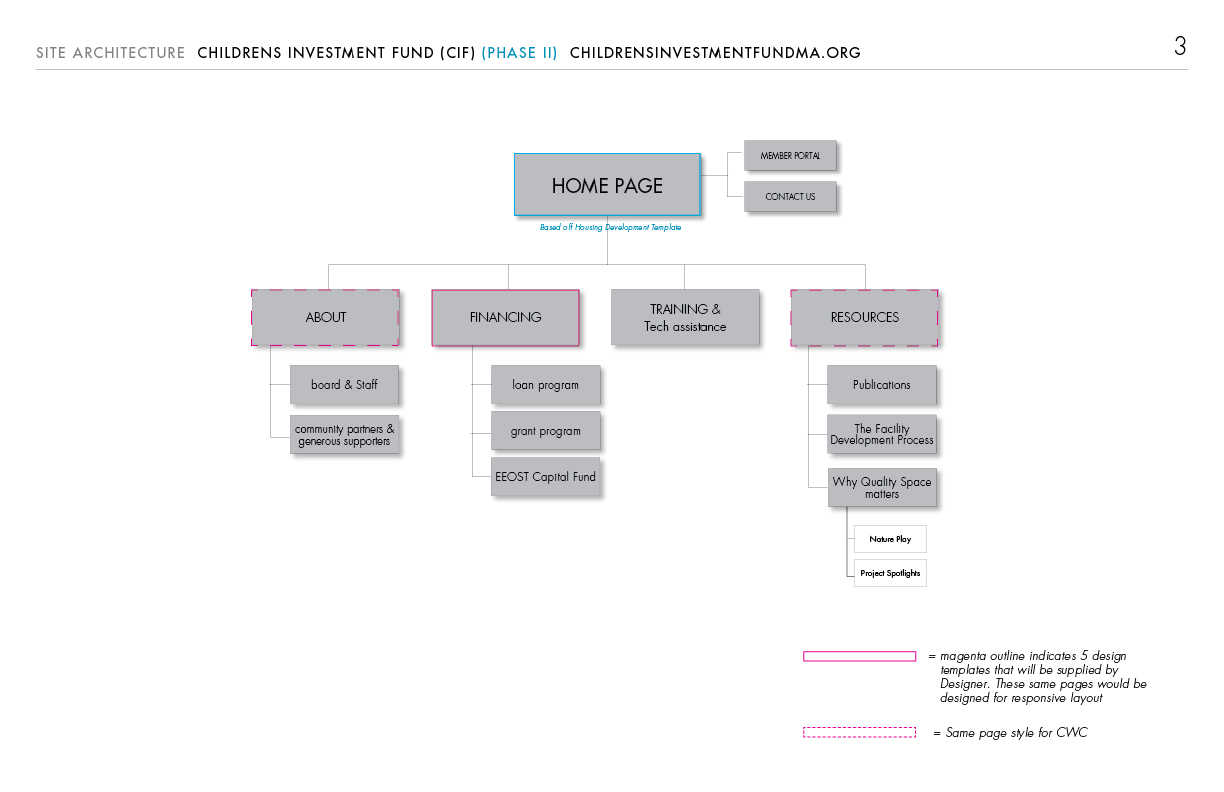 SITE ARCHITECTURE CHILDRENS INVESTMENT FUND (CIF) (PHASE II) CHILDRENSINVESTMENTFUNDMA.ORG
3
HOME PAGE
MEMBER PORTAL
CONTACT US
Based off Housing Development Template
ABOUT
FINANCING
TRAINING &
Tech assistance
RESOURCES
board & Staff
community partners &
generous supporters
loan program
grant program
EEOST Capital Fund
Publications
The Facility
Development Process
Why Quality Space
matters
Nature Play
Project Spotlights
= magenta outline indicates 5 design
templates that will be supplied by
Designer. These same pages would be
designed for responsive layout
= Same page style for CWC